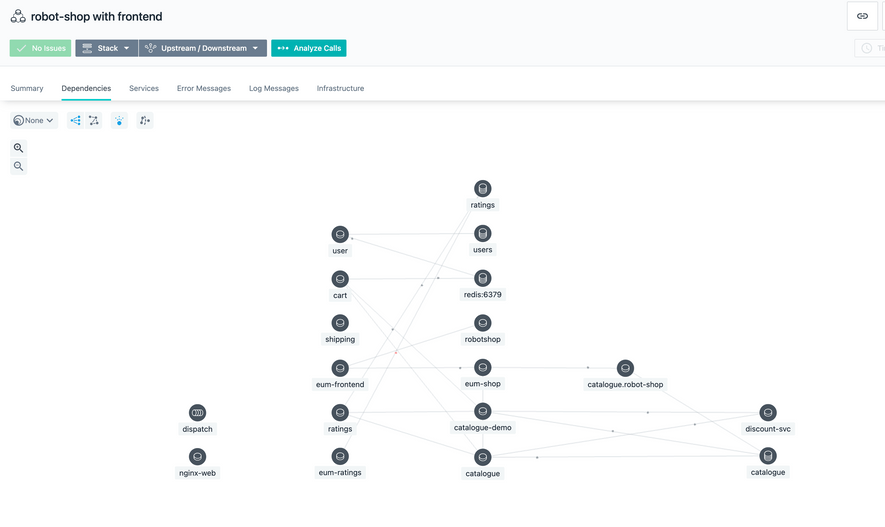 robot-shop with frontend
No Issues
Stack
Upstream / Downstream
Analyze Calls
Summary
Dependencies
Services
Error Messages
Log Messages
Infrastructure
None
ratings
user
users
cart
redis:6379
shipping
robotshop
eum-frontend
eum-shop
catalogue.robot-shop
dispatch
ratings
catalogue-demo
discount-svc
nginx-web
eum-ratings
catalogue
catalogue